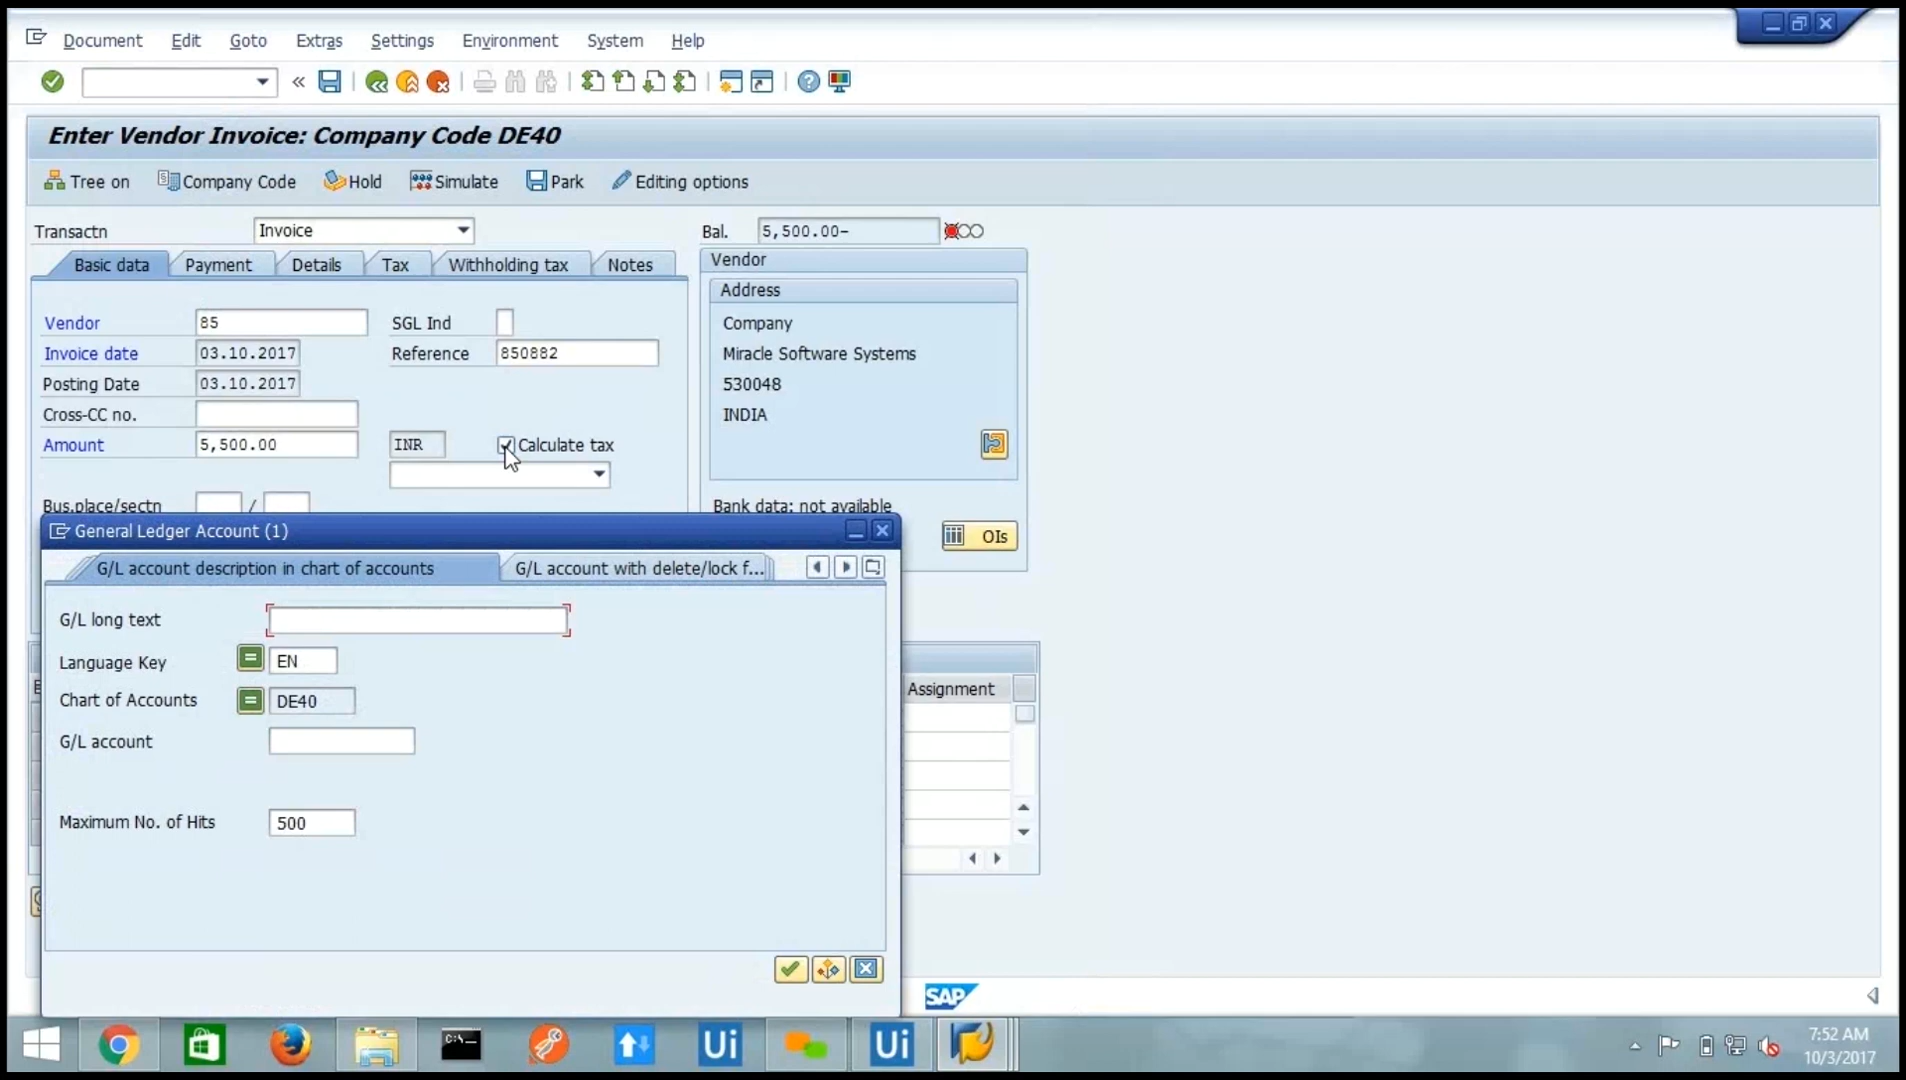 Document Edit Goto Extras Settings Environment System Help
Enter Vendor Invoice: Company Code DE40
Tree on Company Code Hold Simulate Park Editing options
Transactn Invoice Bal. 5,500.00-
Basic data Payment Details Tax Withholding tax Notes
Vendor
Address
Vendor 85 SGL Ind Company
Invoice date 03.10.2017 Reference 850882 Miracle Software Systems
Posting Date 03.10.2017 530048
Cross-CC no. INDIA
Amount 5,500.00 INR Calculate tax
Bus.place/sectn / Bank data: not available
General Ledger Account (1)
OIs
G/L account description in chart of accounts G/L account with delete/lock f...
G/L long text
Language Key EN
Chart of Accounts DE40
Assignment
G/L account
Maximum No. of Hits 500
SAP
C:\_
Ui Ui
7:52 AM
10/3/2017